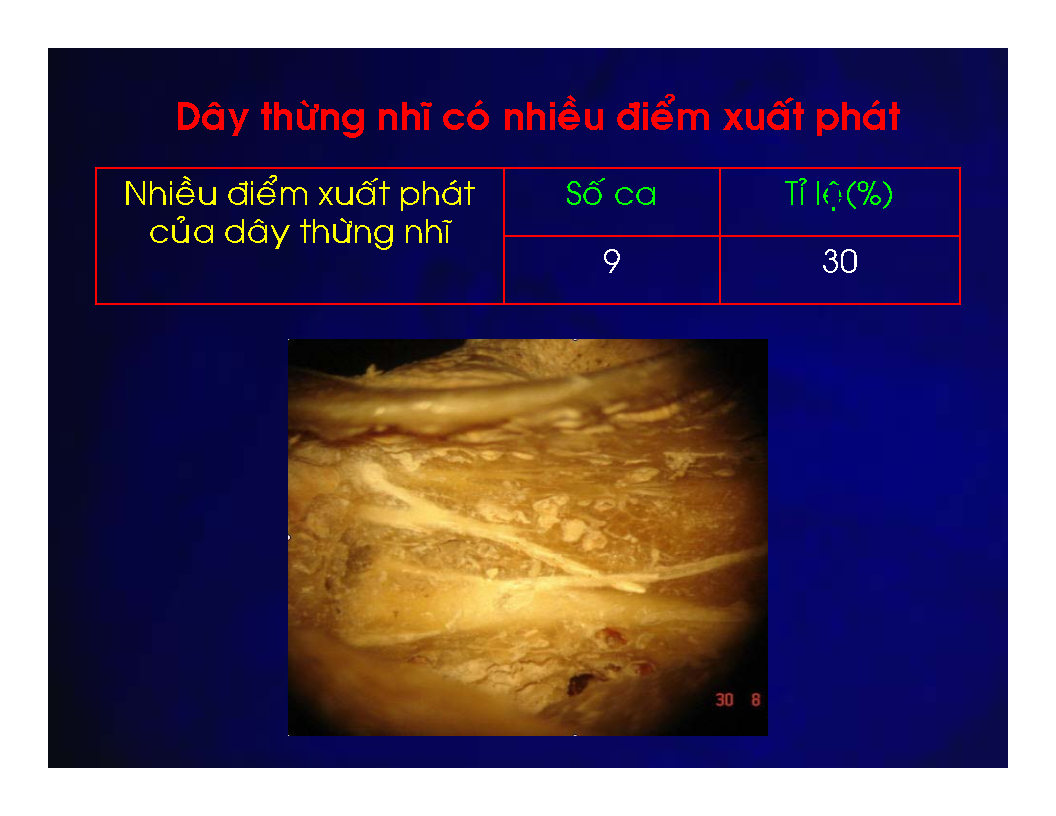 Dây thừng nhĩ có nhiều điểm xuất phát
Nhiều điểm xuất phát
của dây thừng nhĩ
Số ca
Tỉ lệ(%)
9
30
30 8